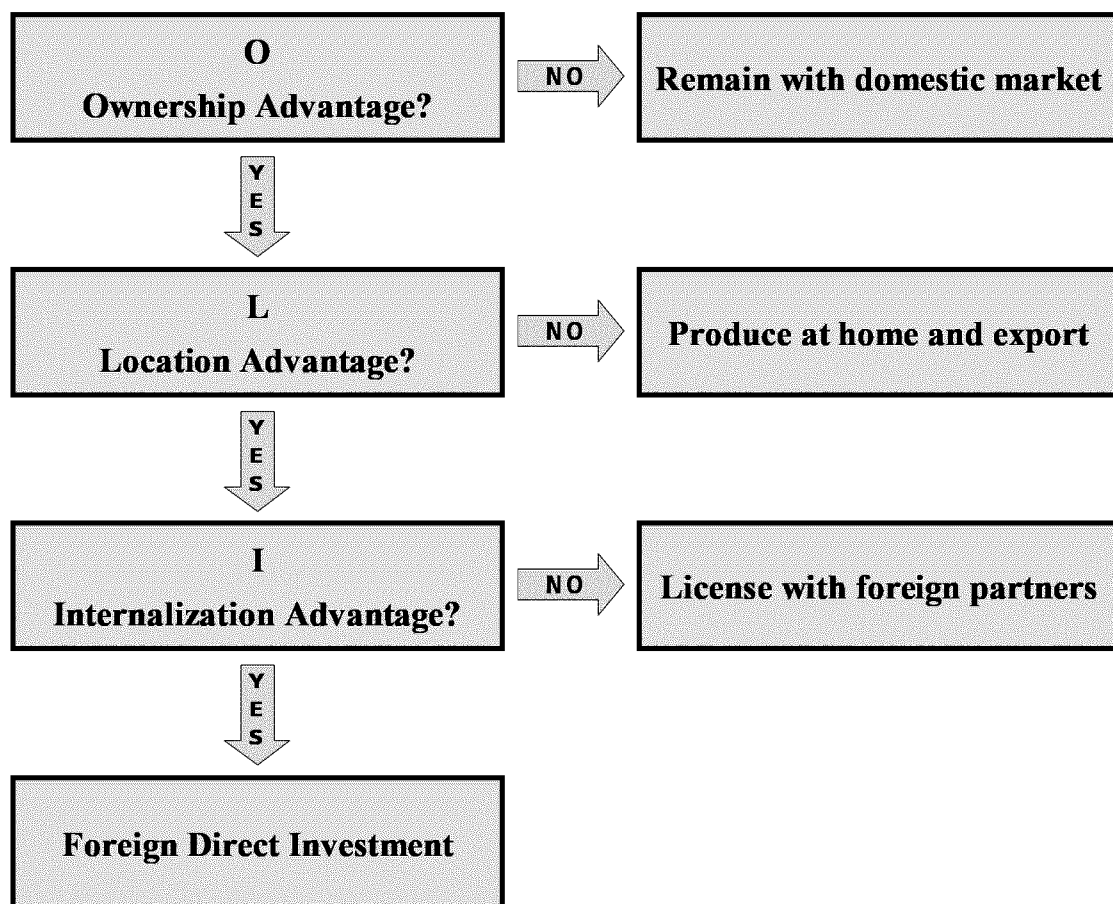 O
Ownership Advantage?
NO
Remain with domestic market
YES
L
Location Advantage?
NO
Produce at home and export
YES
I
Internalization Advantage?
NO
License with foreign partners
YES
Foreign Direct Investment